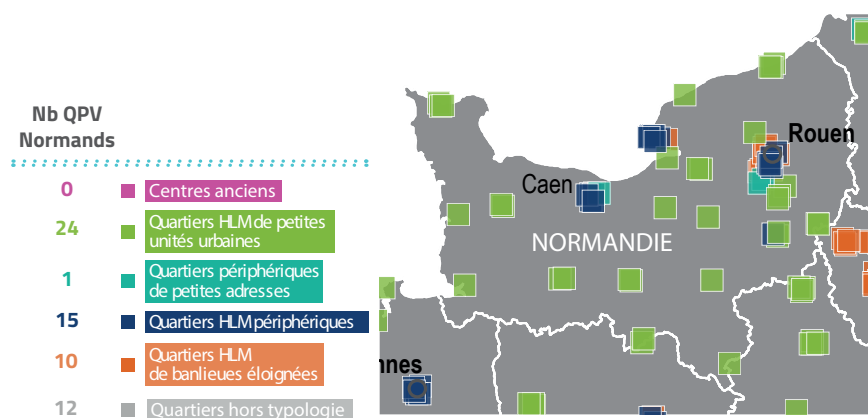 Nb QPV
Normands
0 Centres anciens
24 Quartiers HLM de petites
unités urbaines
1 Quartiers périphériques
de petites adresses
15 Quartiers HLM périphériques
10 Quartiers HLM
de banlieues éloignées
12 Quartiers hors typologie
Rouen
Caen
NORMANDIE
nnes